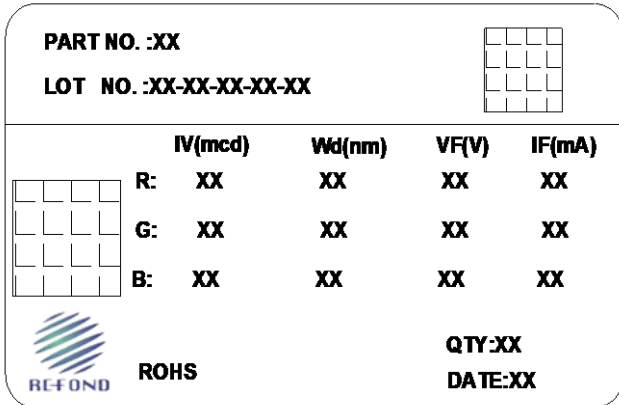 PART NO. :XX
LOT NO. :XX-XX-XX-XX-XX
IV(mcd) Wd(nm) VF(V) IF(mA)
R: XX XX XX XX
G: XX XX XX XX
B: XX XX XX XX
REFOND
ROHS
QTY:XX
DATE:XX